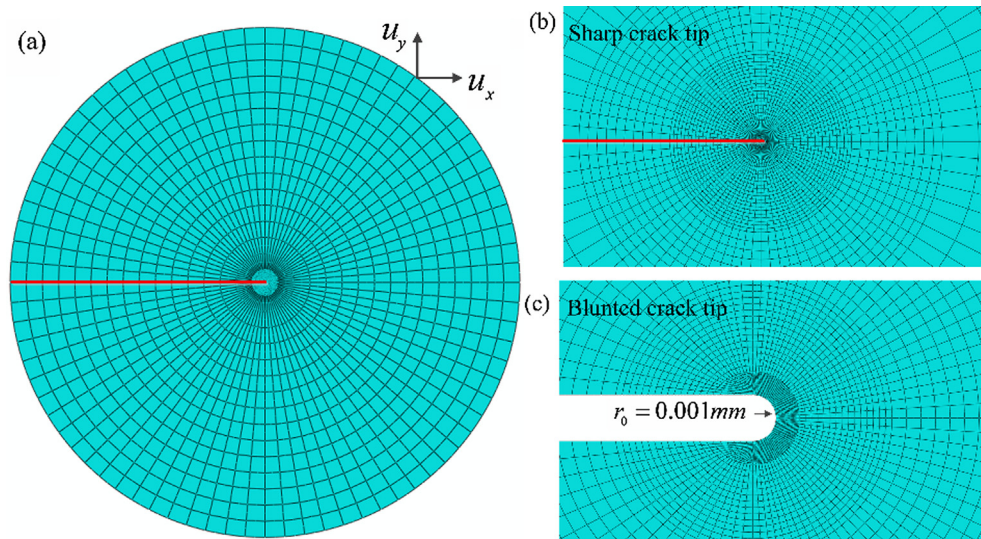 (a)
u_y
u_x
(b)
Sharp crack tip
(c)
Blunted crack tip
r_0 = 0.001mm